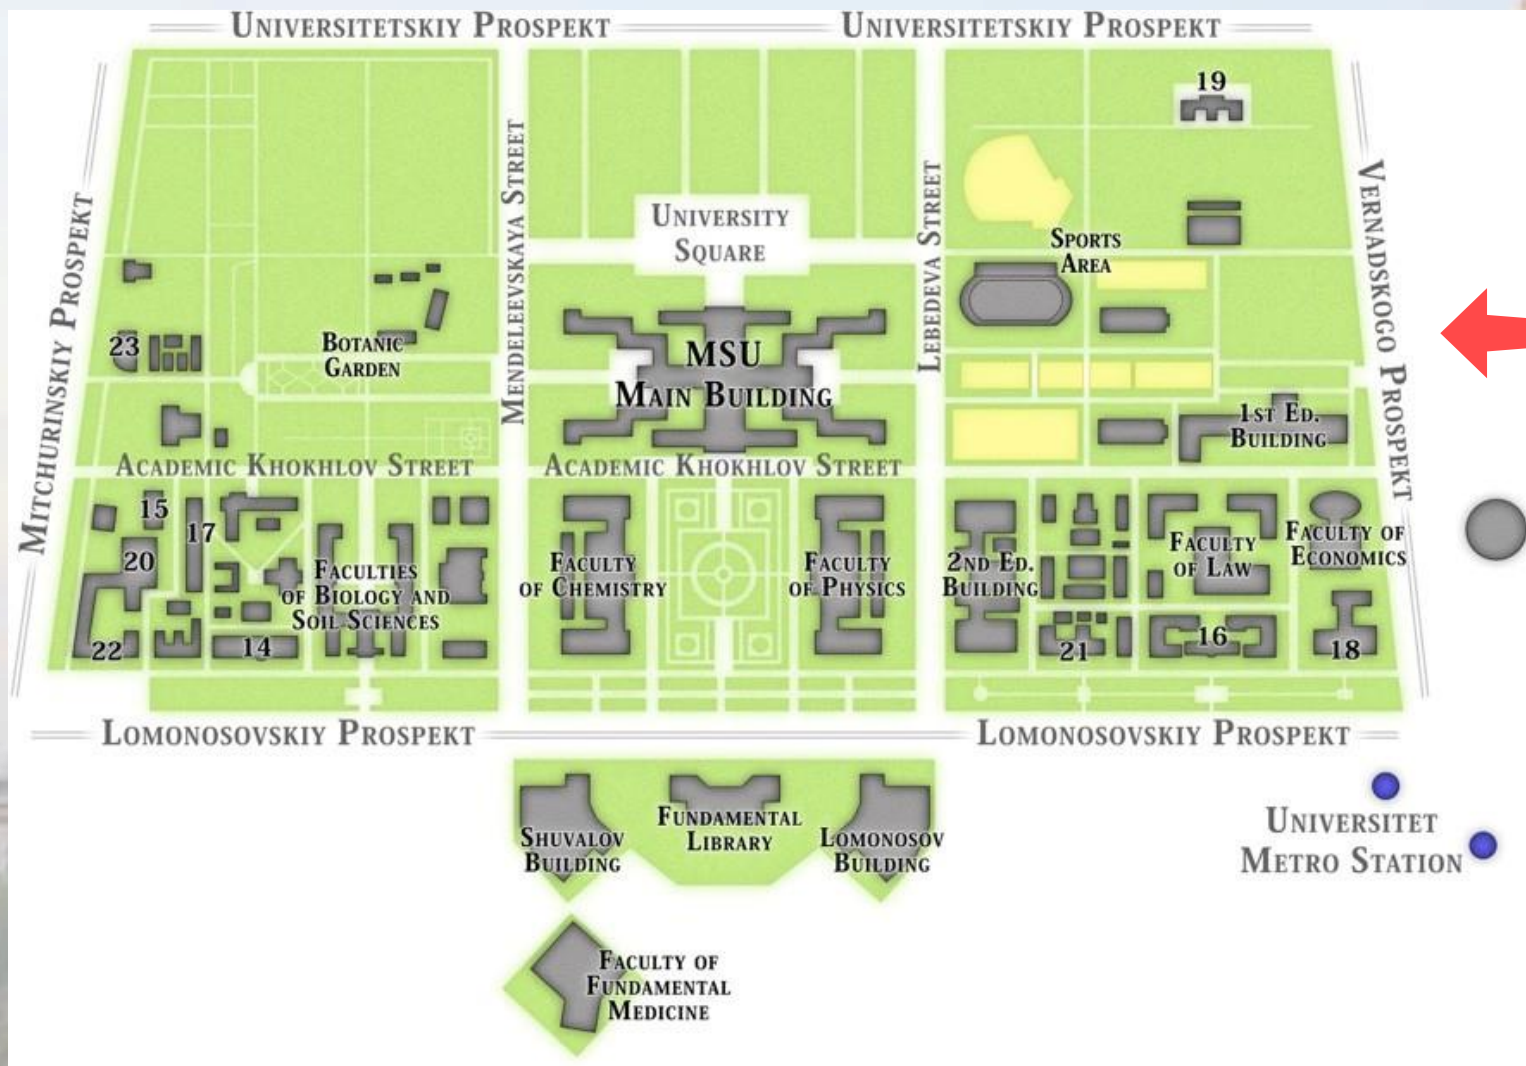 UNIVERSITETSKIY PROSPEKT
UNIVERSITETSKIY PROSPEKT
19
MENDELEEVSKAYA STREET
LEBEDEVA STREET
VERNADSKOGO PROSPEKT
MITCHURINSKIY PROSPEKT
UNIVERSITY
SQUARE
SPORTS
AREA
23
BOTANIC
GARDEN
MSU
MAIN BUILDING
1ST ED.
BUILDING
ACADEMIC KHOKHLOV STREET
ACADEMIC KHOKHLOV STREET
15
17
20
22
14
FACULTIES
OF BIOLOGY AND
SOIL SCIENCES
FACULTY
OF CHEMISTRY
FACULTY
OF PHYSICS
2ND ED.
BUILDING
FACULTY
OF LAW
FACULTY OF
ECONOMICS
21
16
18
LOMONOSOVSKIY PROSPEKT
LOMONOSOVSKIY PROSPEKT
SHUVALOV
BUILDING
FUNDAMENTAL
LIBRARY
LOMONOSOV
BUILDING
UNIVERSITET
METRO STATION
FACULTY OF
FUNDAMENTAL
MEDICINE